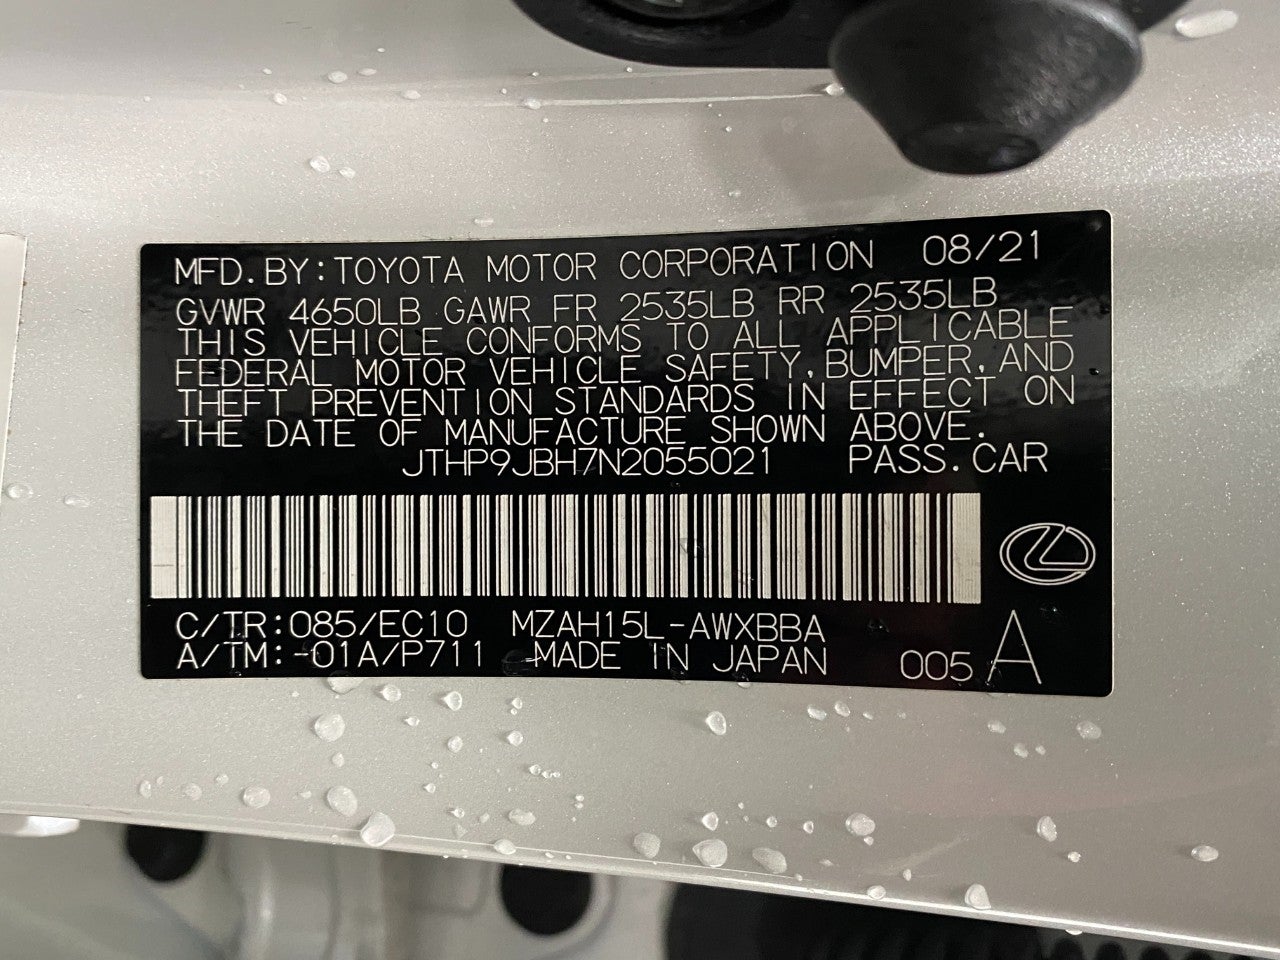 MFD.BY:TOYOTA MOTOR CORPORATION 08/21
GVWR 4650LB GAWR FR 2535LB RR 2535LB
THIS VEHICLE CONFORMS TO ALL APPLICABLE
FEDERAL MOTOR VEHICLE SAFETY, BUMPER, AND
THEFT PREVENTION STANDARDS IN EFFECT ON
THE DATE OF MANUFACTURE SHOWN ABOVE.
JTHP9JBH7N2055021 PASS.CAR
C/TR:085/EC10 MZAH15L-AWXBBA
A/TM:-01A/P711 MADE IN JAPAN 005 A